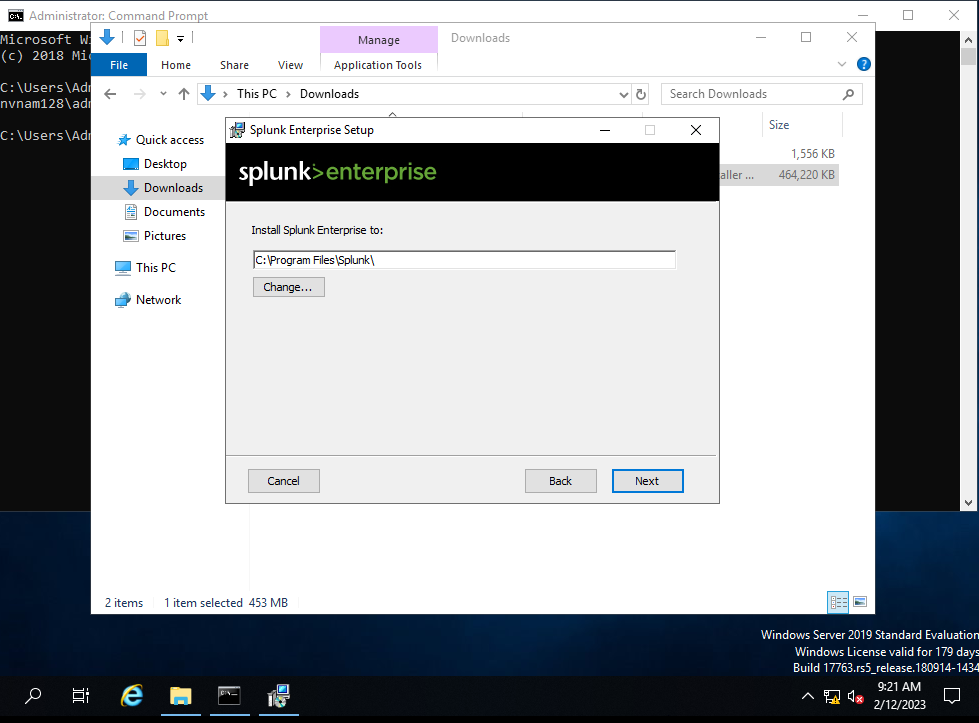 Administrator: Command Prompt
Microsoft Wi
(c) 2018 Mic
C:\Users\Adm
nvnam128\adm
C:\Users\Adm
Manage
Downloads
File
Home
Share
View
Application Tools
This PC > Downloads
Search Downloads
Size
1,556 KB
aller ...
464,220 KB
Quick access
Desktop
Downloads
Documents
Pictures
This PC
Network
Splunk Enterprise Setup
splunk>enterprise
Install Splunk Enterprise to:
C:\Program Files\Splunk\
Change...
Cancel
Back
Next
2 items
1 item selected 453 MB
Windows Server 2019 Standard Evaluation
Windows License valid for 179 days
Build 17763.rs5_release.180914-1434
9:21 AM
2/12/2023